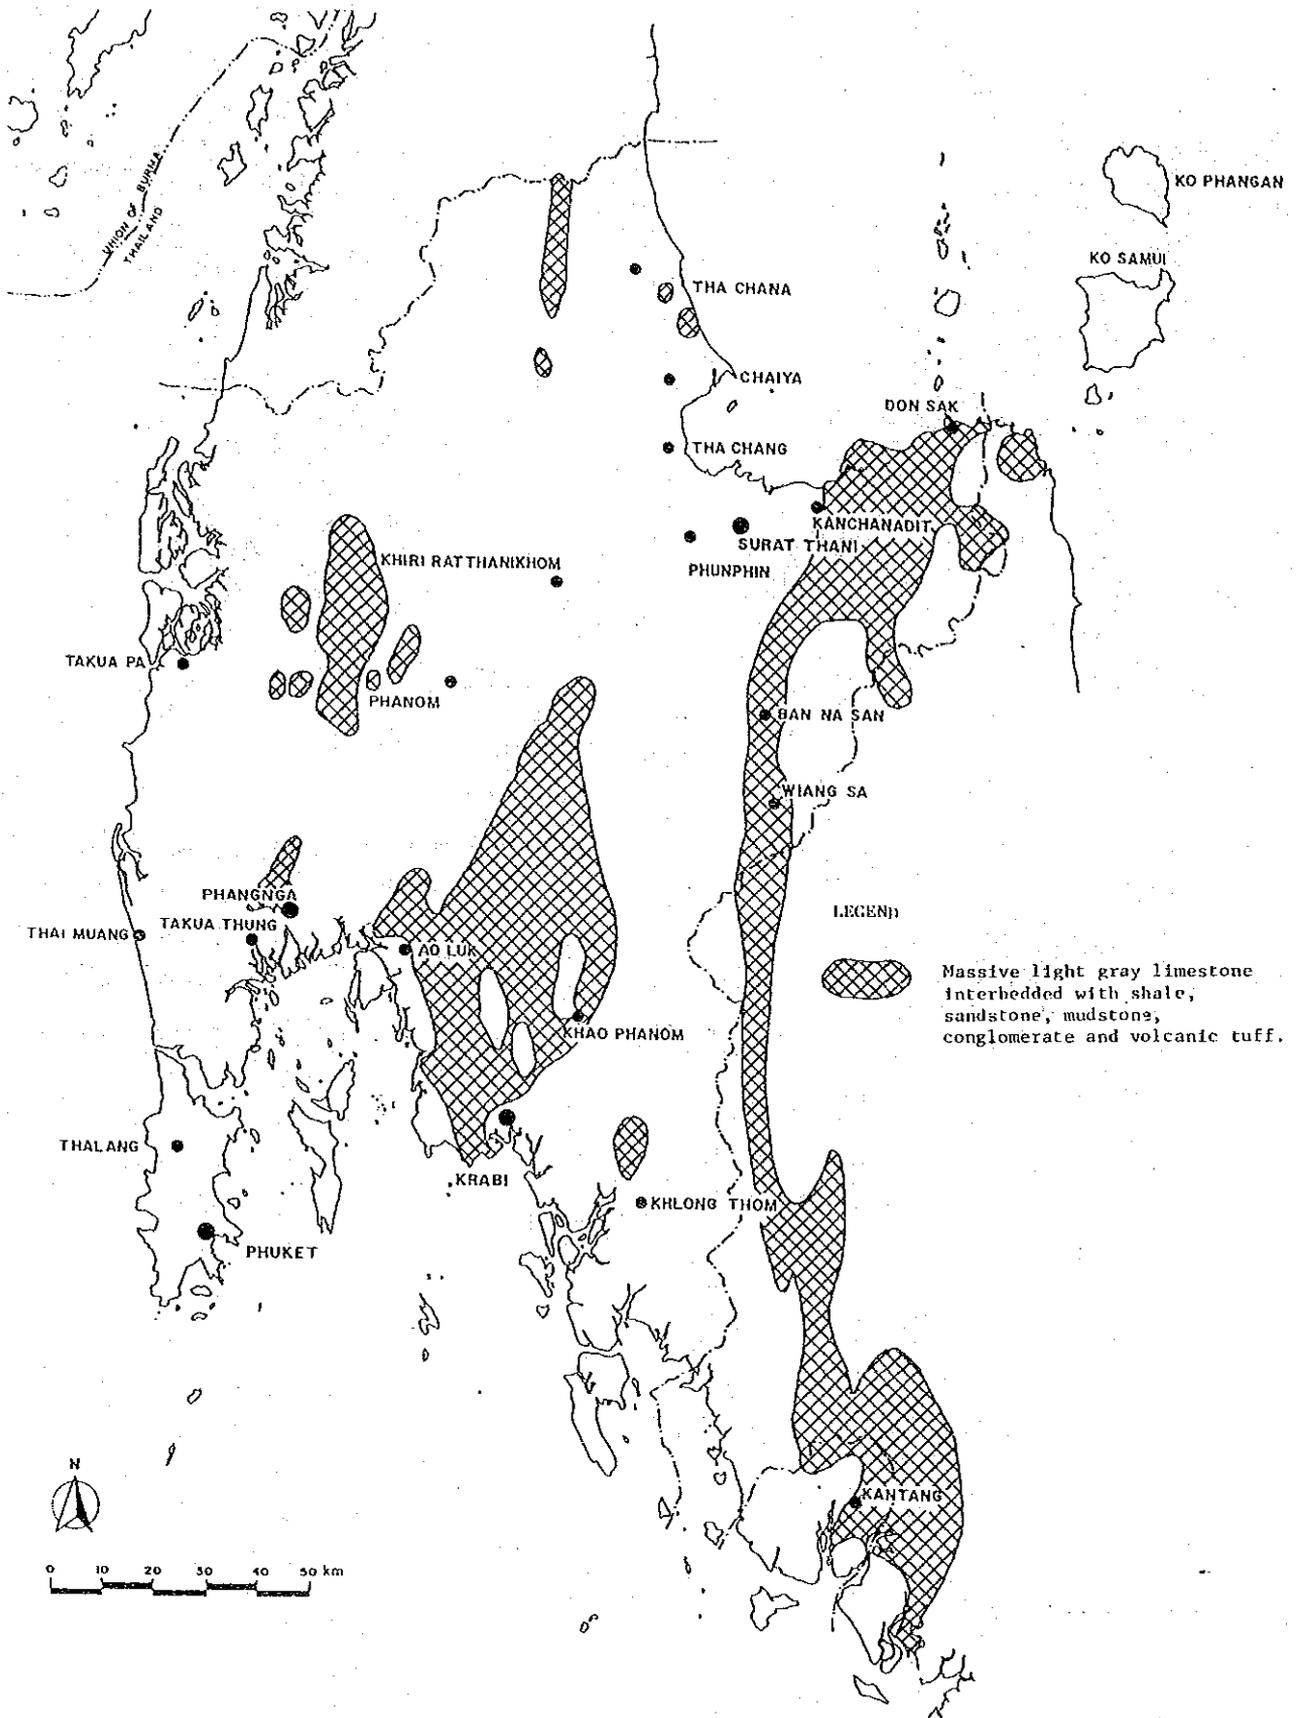 UNION OF BURMA
THAILAND
KO PHANGAN
KO SAMUI
THA CHANA
CHAIYA
DON SAK
THA CHANG
KANCHANADIT
SURAT THANI
PHUNPHIN
KHIRI RATTHANIKHOM
TAKUA PA
PHANOM
BAN NA SAN
WIANG SA
PHANGNGA
TAKUA THUNG
THAI MUANG
AO LUK
KHAO PHANOM
LEGEND
Massive light gray limestone
interbedded with shale,
sandstone, mudstone,
conglomerate and volcanic tuff.
THALANG
KRABI
KHLONG THOM
PHUKET
KANTANG
N
0 10 20 30 40 50 km